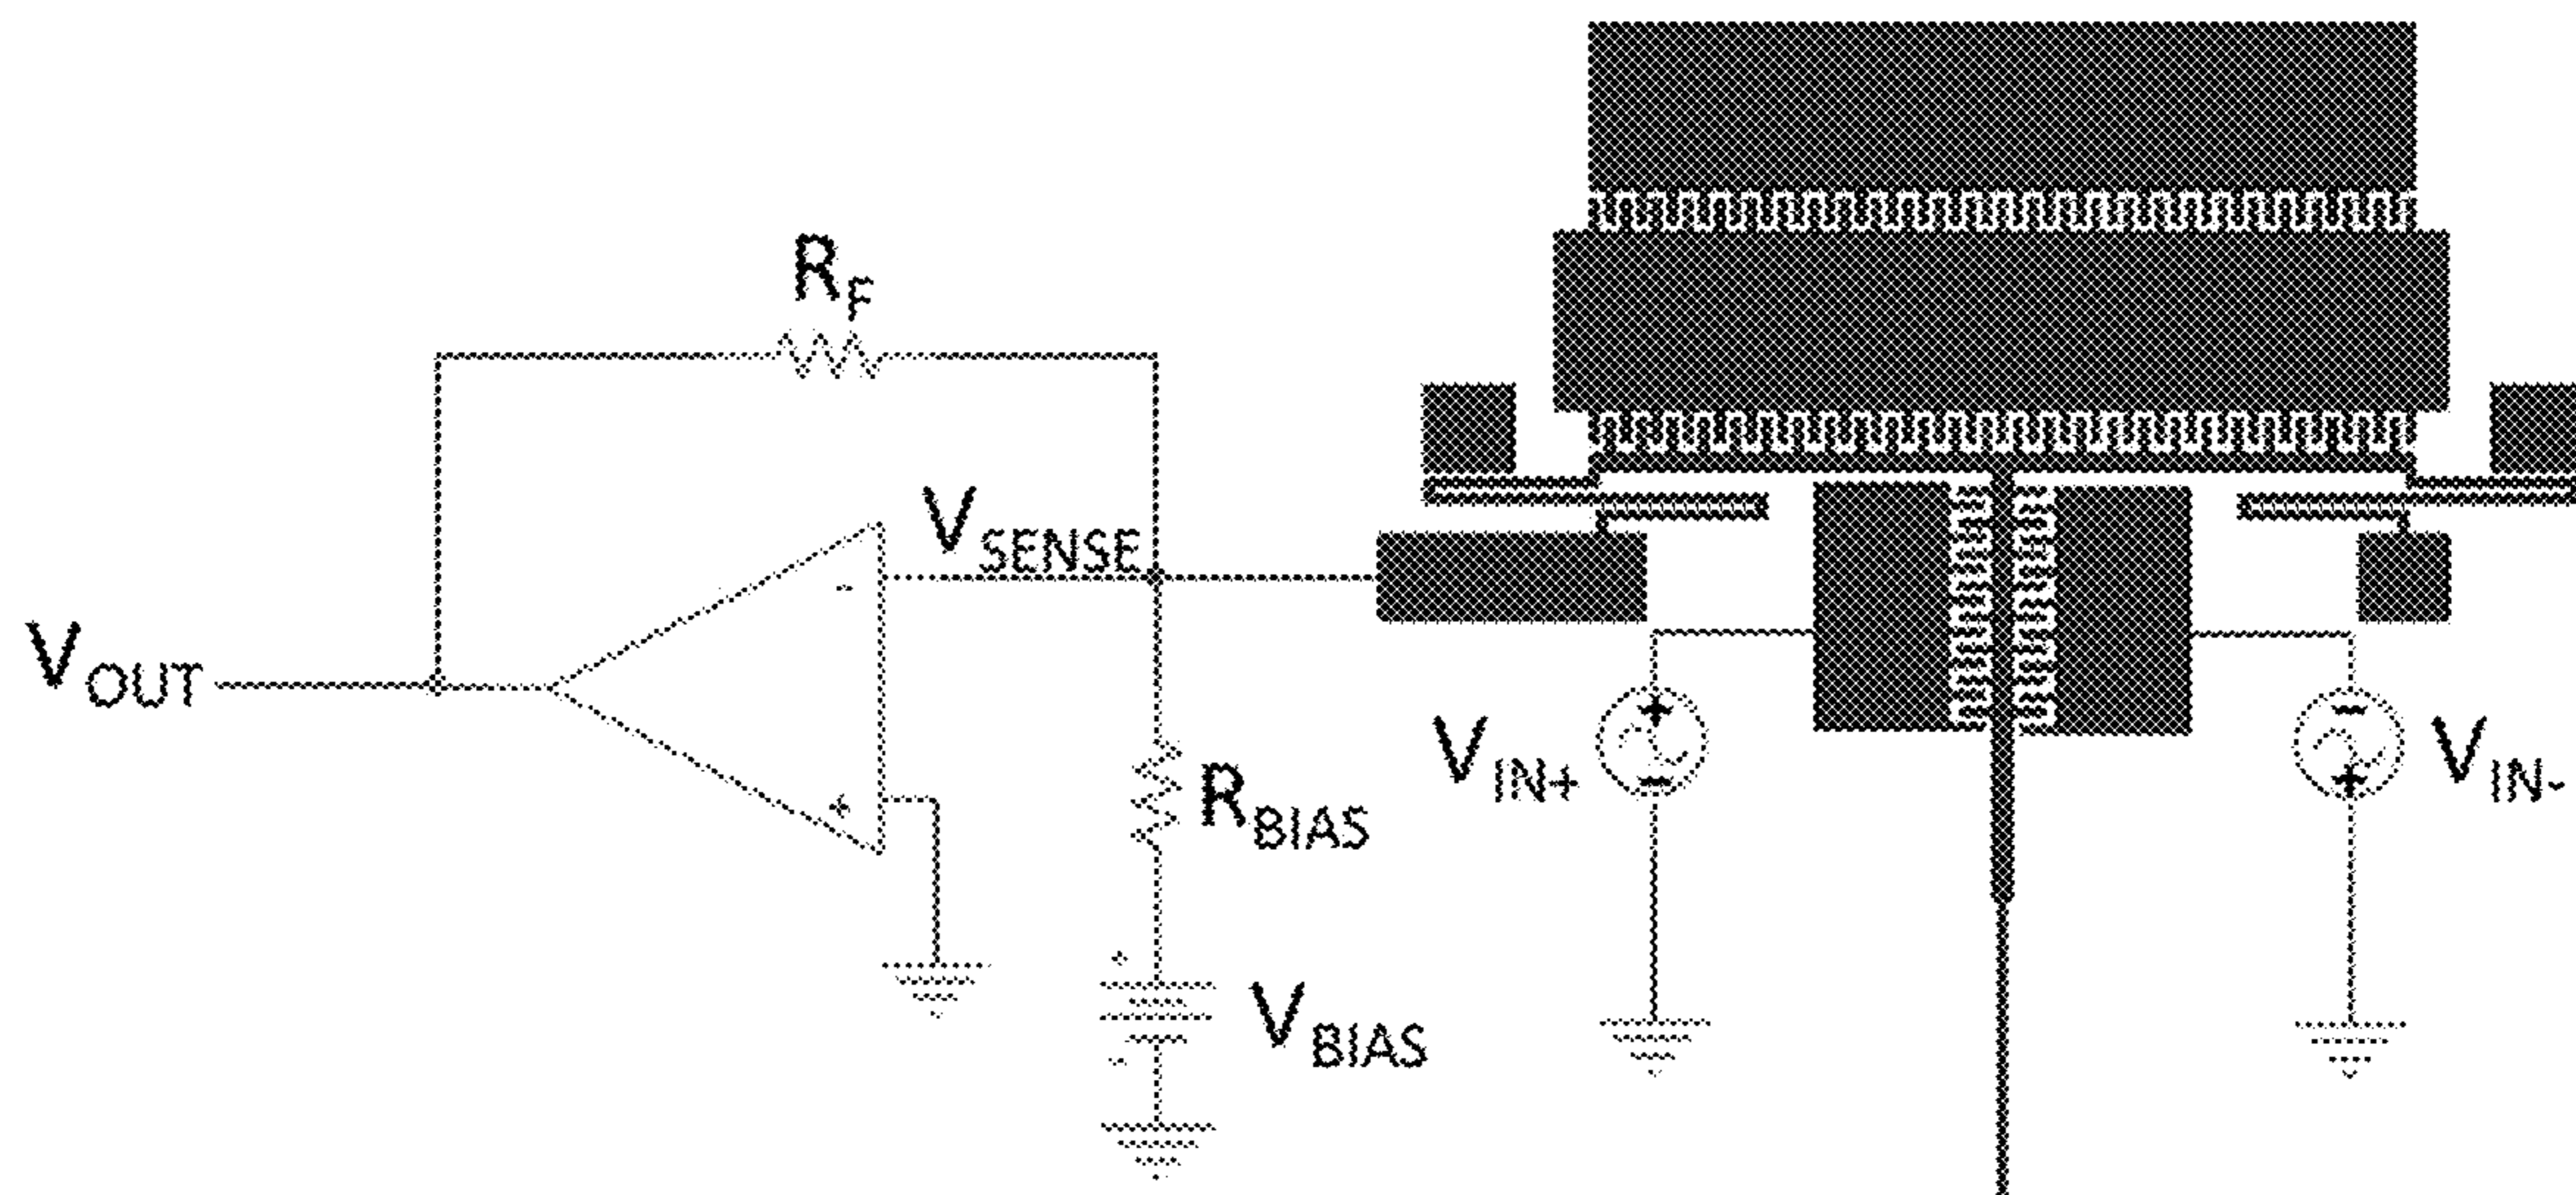 R_F
V_SENSE
V_OUT
-
+
R_BIAS
V_IN+
+
-
-
+
V_IN-
+
-
V_BIAS